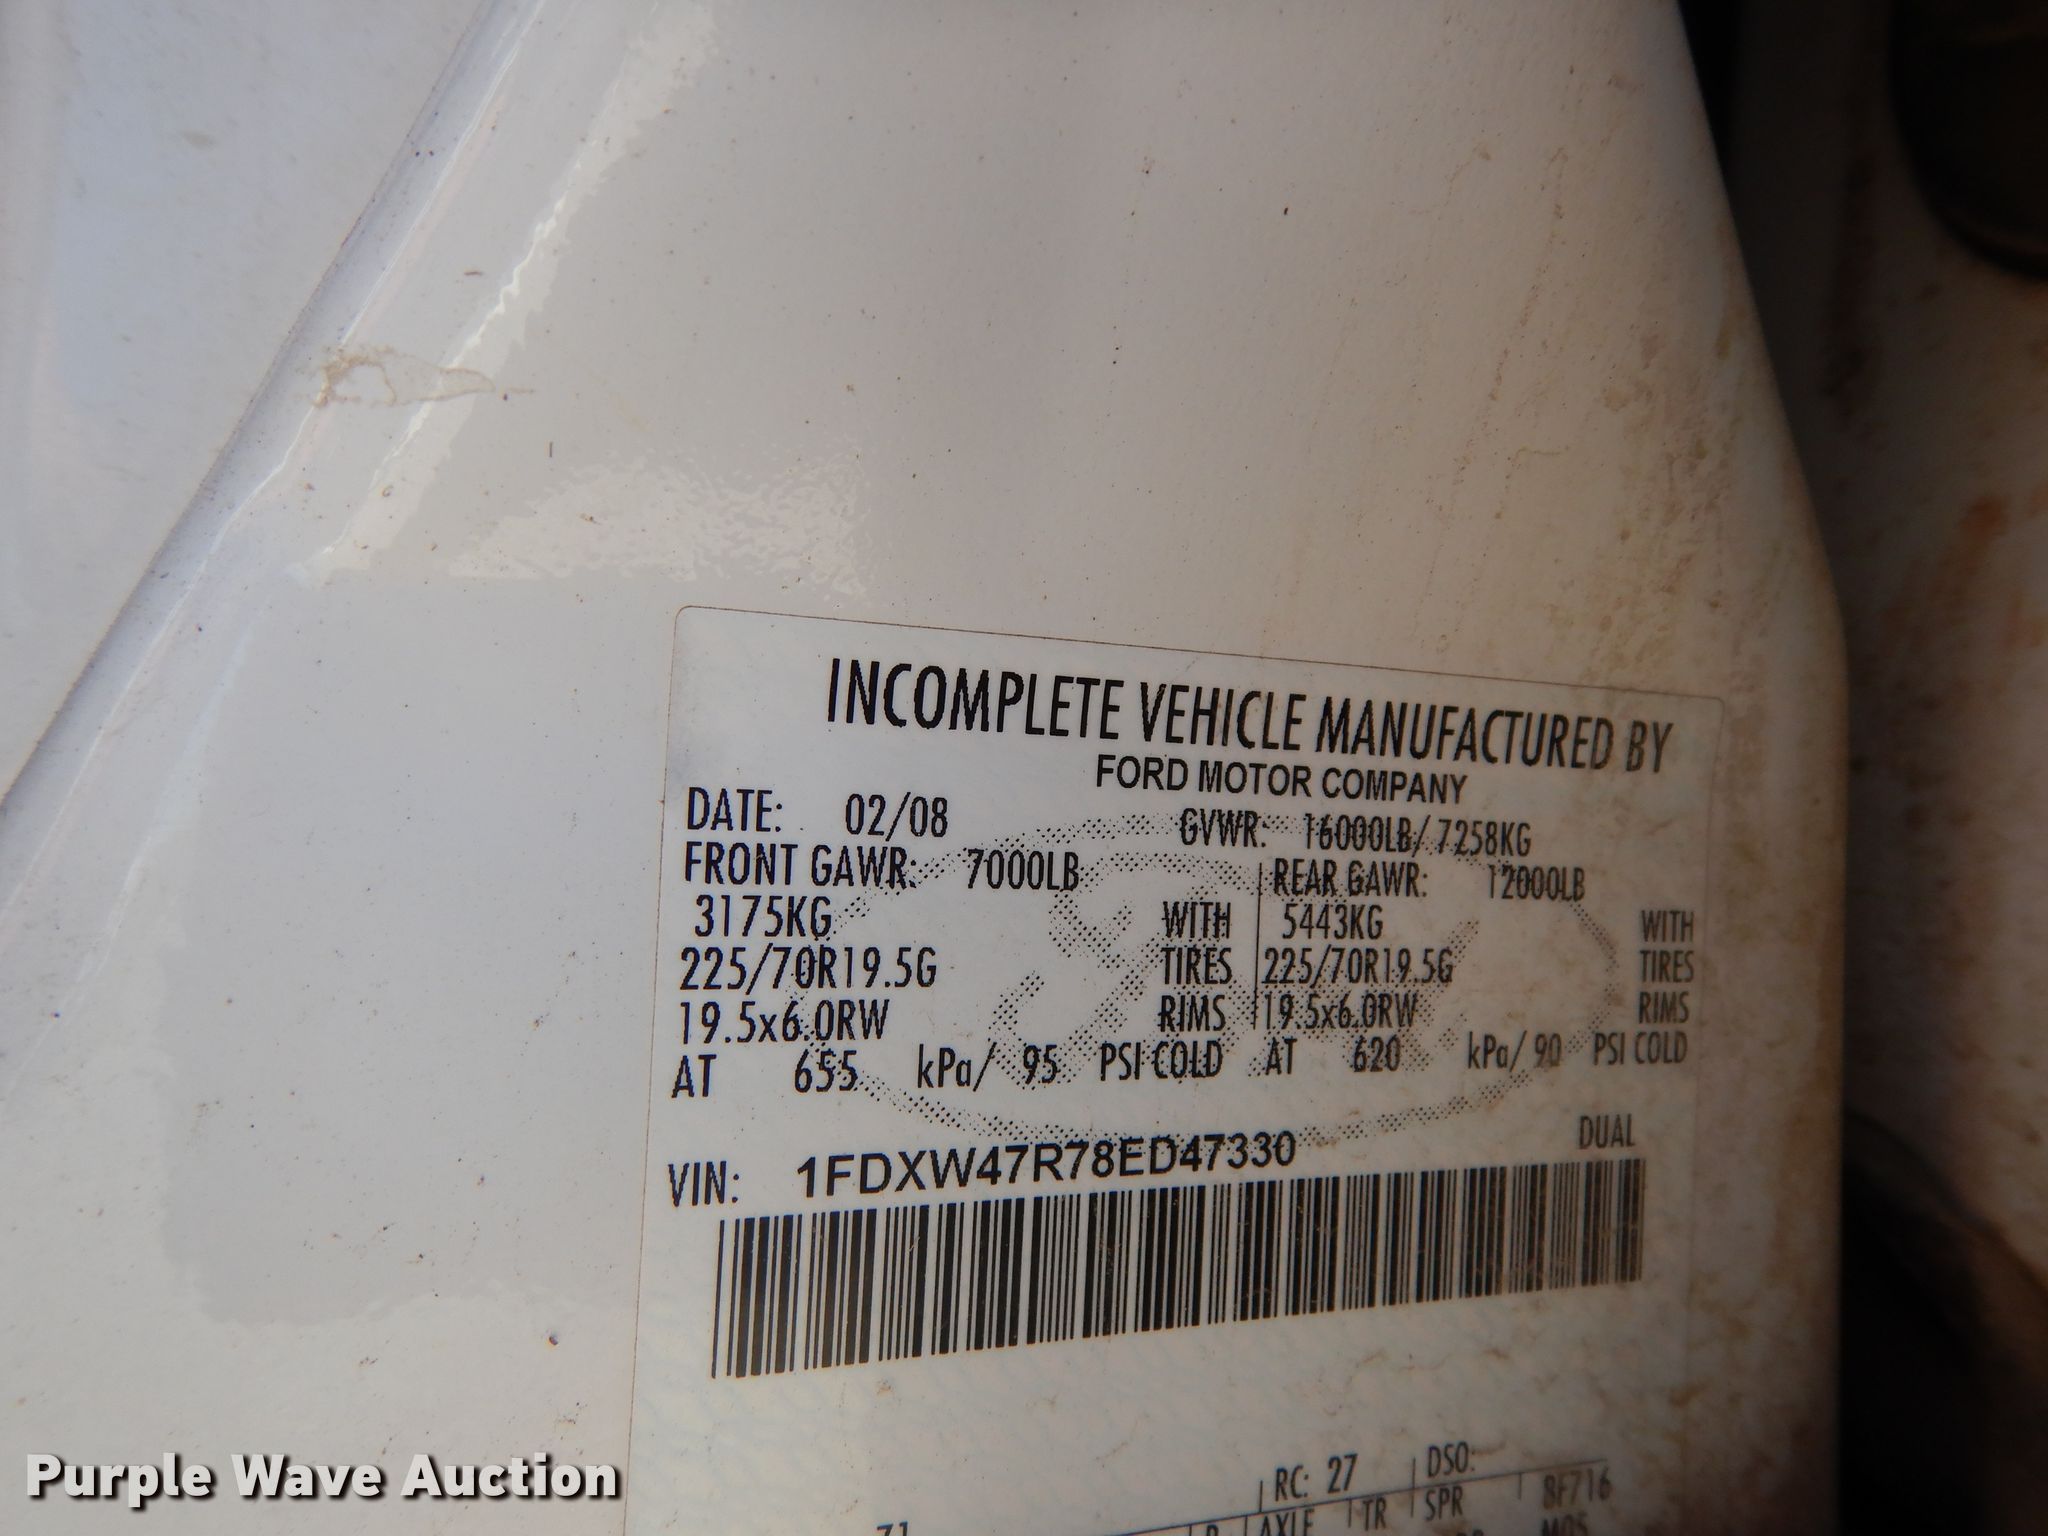 INCOMPLETE VEHICLE MANUFACTURED BY
FORD MOTOR COMPANY
DATE: 02/08 GVWR: 16000LB/ 7258KG
FRONT GAWR: 7000LB REAR GAWR: 12000LB
3175KG WITH 5443KG WITH
225/70R19.5G TIRES 225/70R19.5G TIRES
19.5x6.0RW RIMS 19.5x6.0RW RIMS
AT 655 kPa/ 95 PSI COLD AT 620 kPa/ 90 PSI COLD
DUAL
VIN: 1FDXW47R78ED47330
RC: 27 DSO:
AXLE TR SPR 8F716
71
Purple Wave Auction